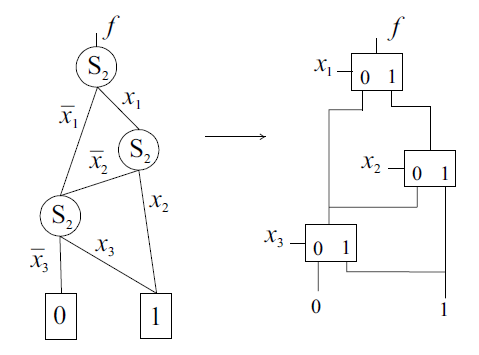 f
S₂
x̄₁
x₁
S₂
x̄₂
x₂
S₂
x̄₃
x₃
0
1
f
x₁
0 1
x₂
0 1
x₃
0 1
0
1